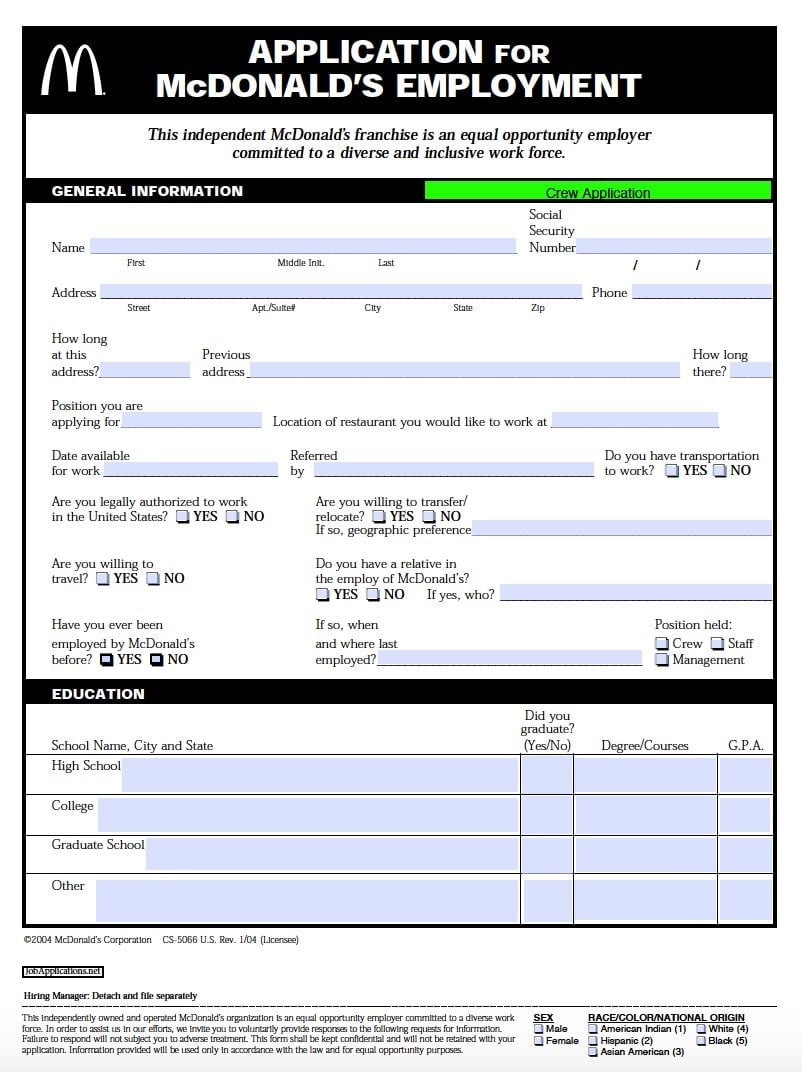 APPLICATION FOR
McDONALD'S EMPLOYMENT
This independent McDonald's franchise is an equal opportunity employer
committed to a diverse and inclusive work force.
GENERAL INFORMATION
Crew Application
Social
Security
Name Number
First Middle Init. Last / /
Address Phone
Street Apt./Suite# City State Zip
How long
at this Previous How long
address? address there?
Position you are
applying for Location of restaurant you would like to work at
Date available Referred Do you have transportation
for work by to work? YES NO
Are you legally authorized to work Are you willing to transfer/
in the United States? YES NO relocate? YES NO
If so, geographic preference
Are you willing to Do you have a relative in
travel? YES NO the employ of McDonald's?
YES NO If yes, who?
Have you ever been If so, when Position held:
employed by McDonald's and where last Crew Staff
before? YES NO employed? Management
EDUCATION
Did you
graduate?
School Name, City and State (Yes/No) Degree/Courses G.P.A.
High School
College
Graduate School
Other
©2004 McDonald's Corporation CS-5066 U.S. Rev. 1/04 (Licensee)
JobApplications.net
Hiring Manager: Detach and file separately
This independently owned and operated McDonald's organization is an equal opportunity employer committed to a diverse work
force. In order to assist us in our efforts, we invite you to voluntarily provide responses to the following requests for information.
Failure to respond will not subject you to adverse treatment. This form shall be kept confidential and will not be retained with your
application. Information provided will be used only in accordance with the law and for equal opportunity purposes.
SEX RACE/COLOR/NATIONAL ORIGIN
Male American Indian (1) White (4)
Female Hispanic (2) Black (5)
Asian American (3)